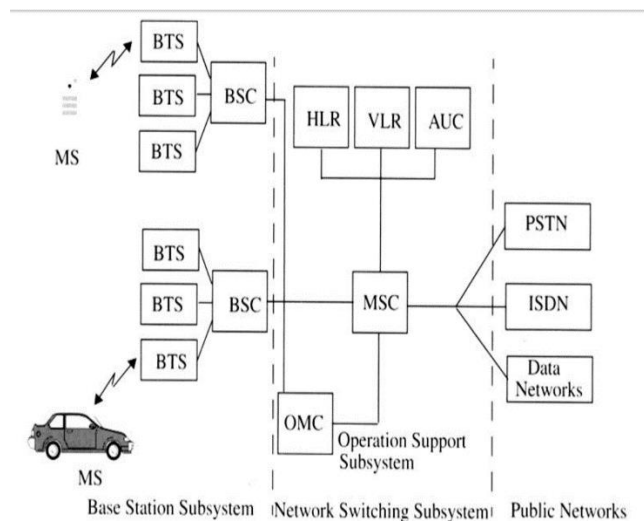 BTS
BTS
BTS
BSC
MS
HLR
VLR
AUC
BTS
BTS
BTS
BSC
MSC
PSTN
ISDN
Data
Networks
OMC
Operation Support
Subsystem
MS
Base Station Subsystem
Network Switching Subsystem
Public Networks